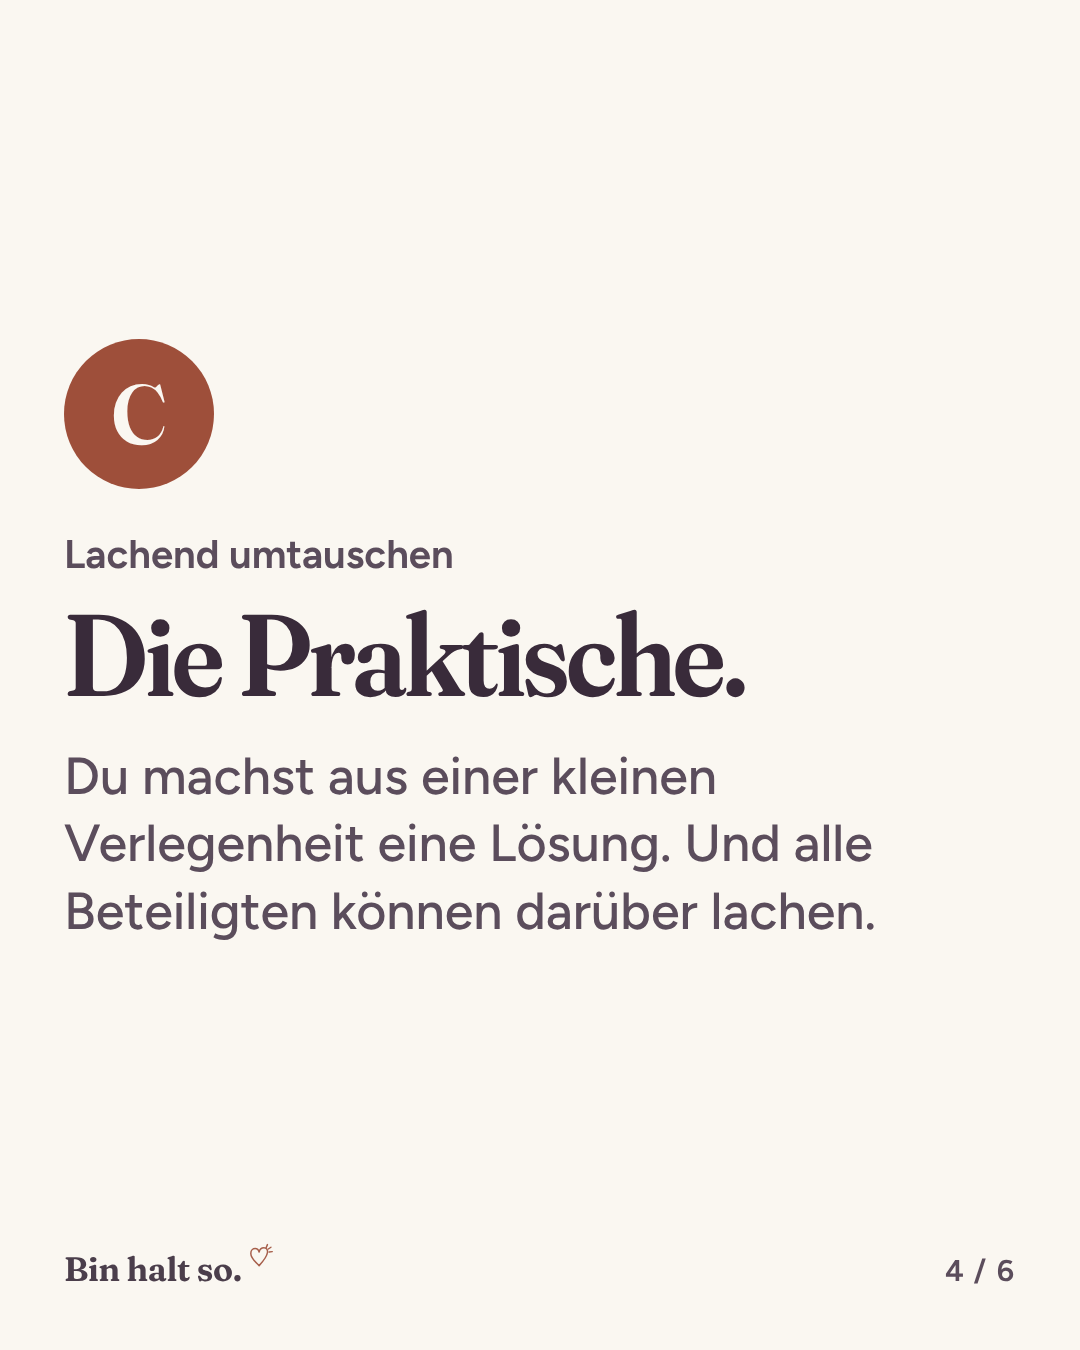 C
Lachend umtauschen
Die Praktische.
Du machst aus einer kleinen
Verlegenheit eine Lösung. Und alle
Beteiligten können darüber lachen.
Bin halt so.
4 / 6